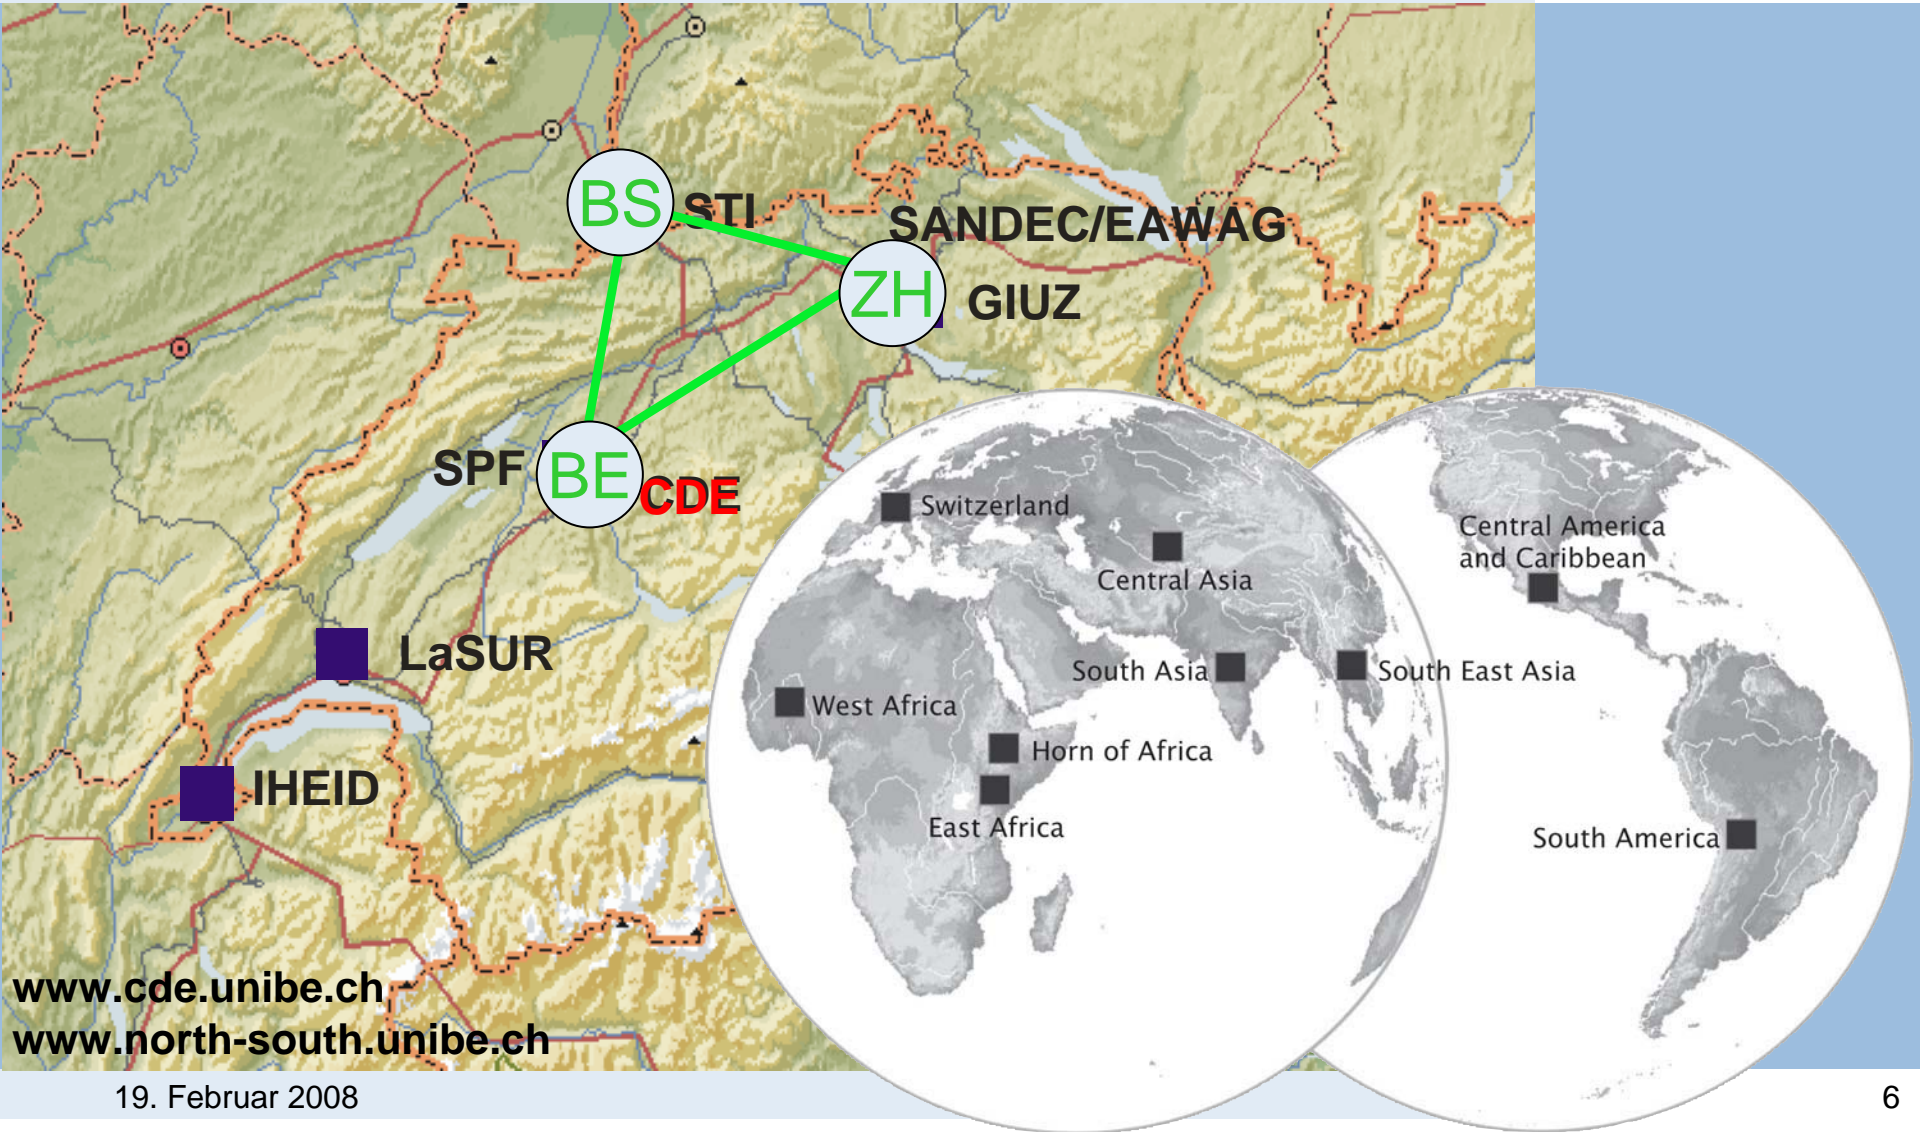 BS
STI
SANDEC/EAWAG
ZH
GIUZ
SPF
BE
CDE
LaSUR
IHEID
Switzerland
Central Asia
South Asia
South East Asia
West Africa
Horn of Africa
East Africa
Central America
and Caribbean
South America
www.cde.unibe.ch
www.north-south.unibe.ch
19. Februar 2008
6